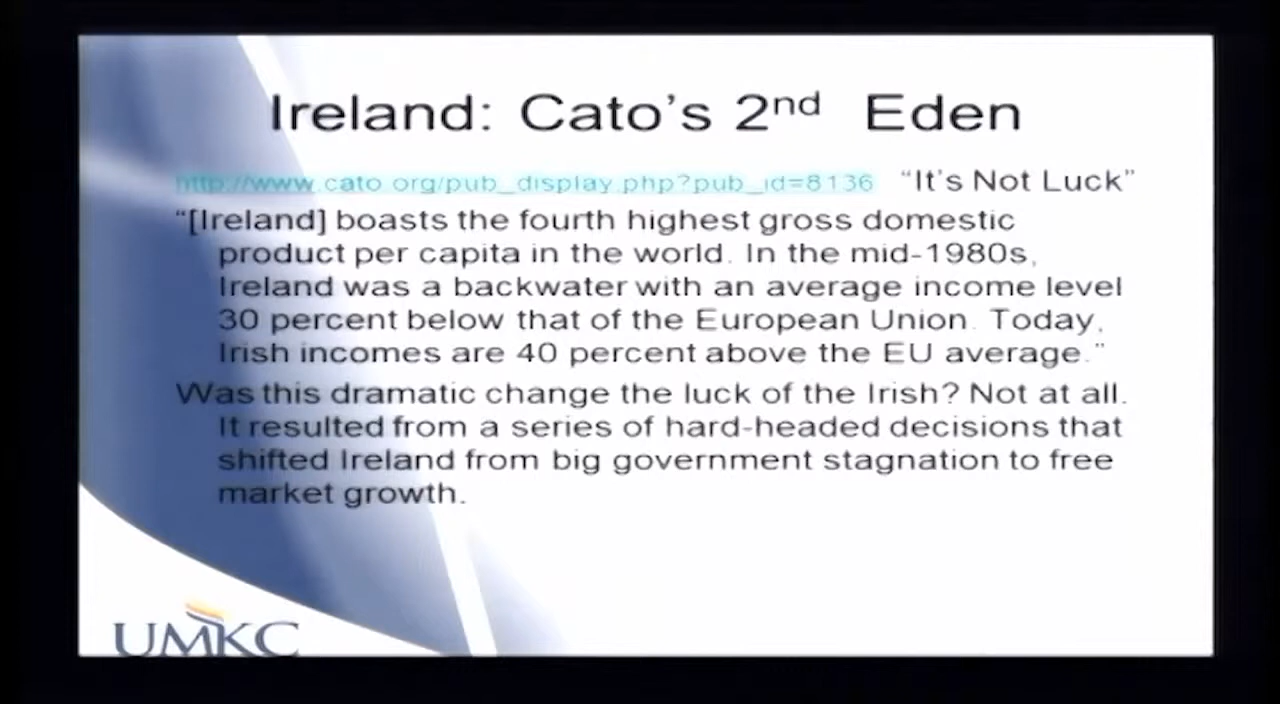 Ireland: Cato's 2nd Eden
http://www.cato.org/pub_display.php?pub_id=8136 "It's Not Luck"
"[Ireland] boasts the fourth highest gross domestic
product per capita in the world. In the mid-1980s,
Ireland was a backwater with an average income level
30 percent below that of the European Union. Today,
Irish incomes are 40 percent above the EU average."
Was this dramatic change the luck of the Irish? Not at all.
It resulted from a series of hard-headed decisions that
shifted Ireland from big government stagnation to free
market growth.
UMKC